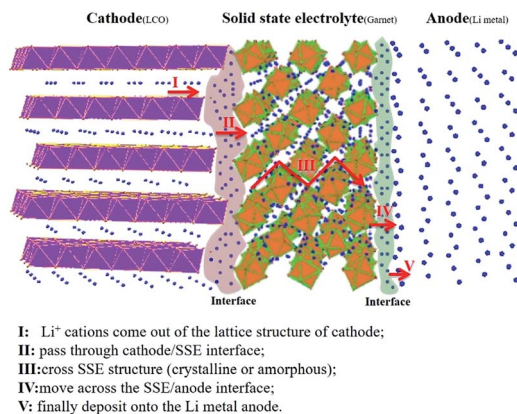 Cathode(LCO) Solid state electrolyte(Garnet) Anode(Li metal)
I
II
III
IV
V
Interface Interface
I: Li⁺ cations come out of the lattice structure of cathode;
II: pass through cathode/SSE interface;
III:cross SSE structure (crystalline or amorphous);
IV:move across the SSE/anode interface;
V: finally deposit onto the Li metal anode.